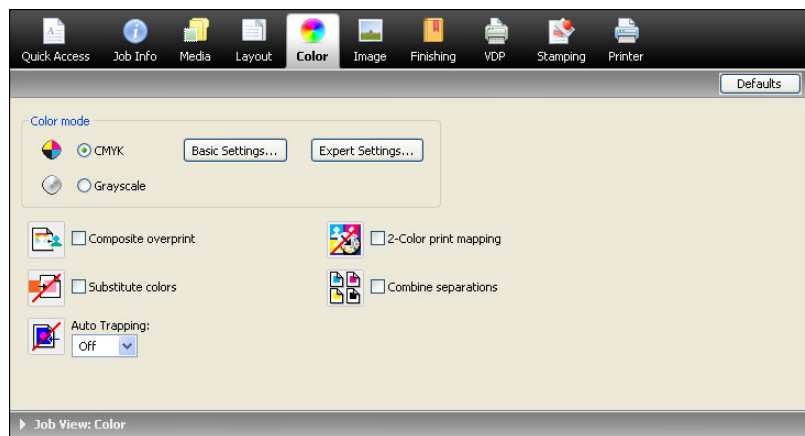 Quick Access Job Info Media Layout Color Image Finishing VDP Stamping Printer
Defaults
Color mode
CMYK Basic Settings... Expert Settings...
Grayscale
Composite overprint 2-Color print mapping
Substitute colors Combine separations
Auto Trapping:
Off
Job View: Color